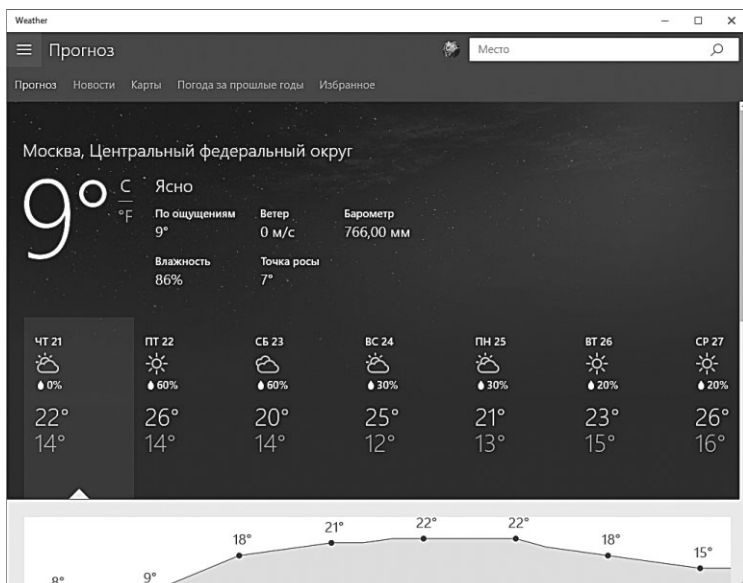 Weather
Прогноз
Место
Прогноз Новости Карты Погода за прошлые годы Избранное
Москва, Центральный федеральный округ
9° C °F Ясно
По ощущениям Ветер Барометр
9° 0 м/с 766,00 мм
Влажность Точка росы
86% 7°
ЧТ 21 ПТ 22 СБ 23 ВС 24 ПН 25 ВТ 26 СР 27
0% 60% 60% 30% 30% 20% 20%
22° 26° 20° 25° 21° 23° 26°
14° 14° 14° 12° 13° 15° 16°
8° 9° 18° 21° 22° 22° 18° 15°